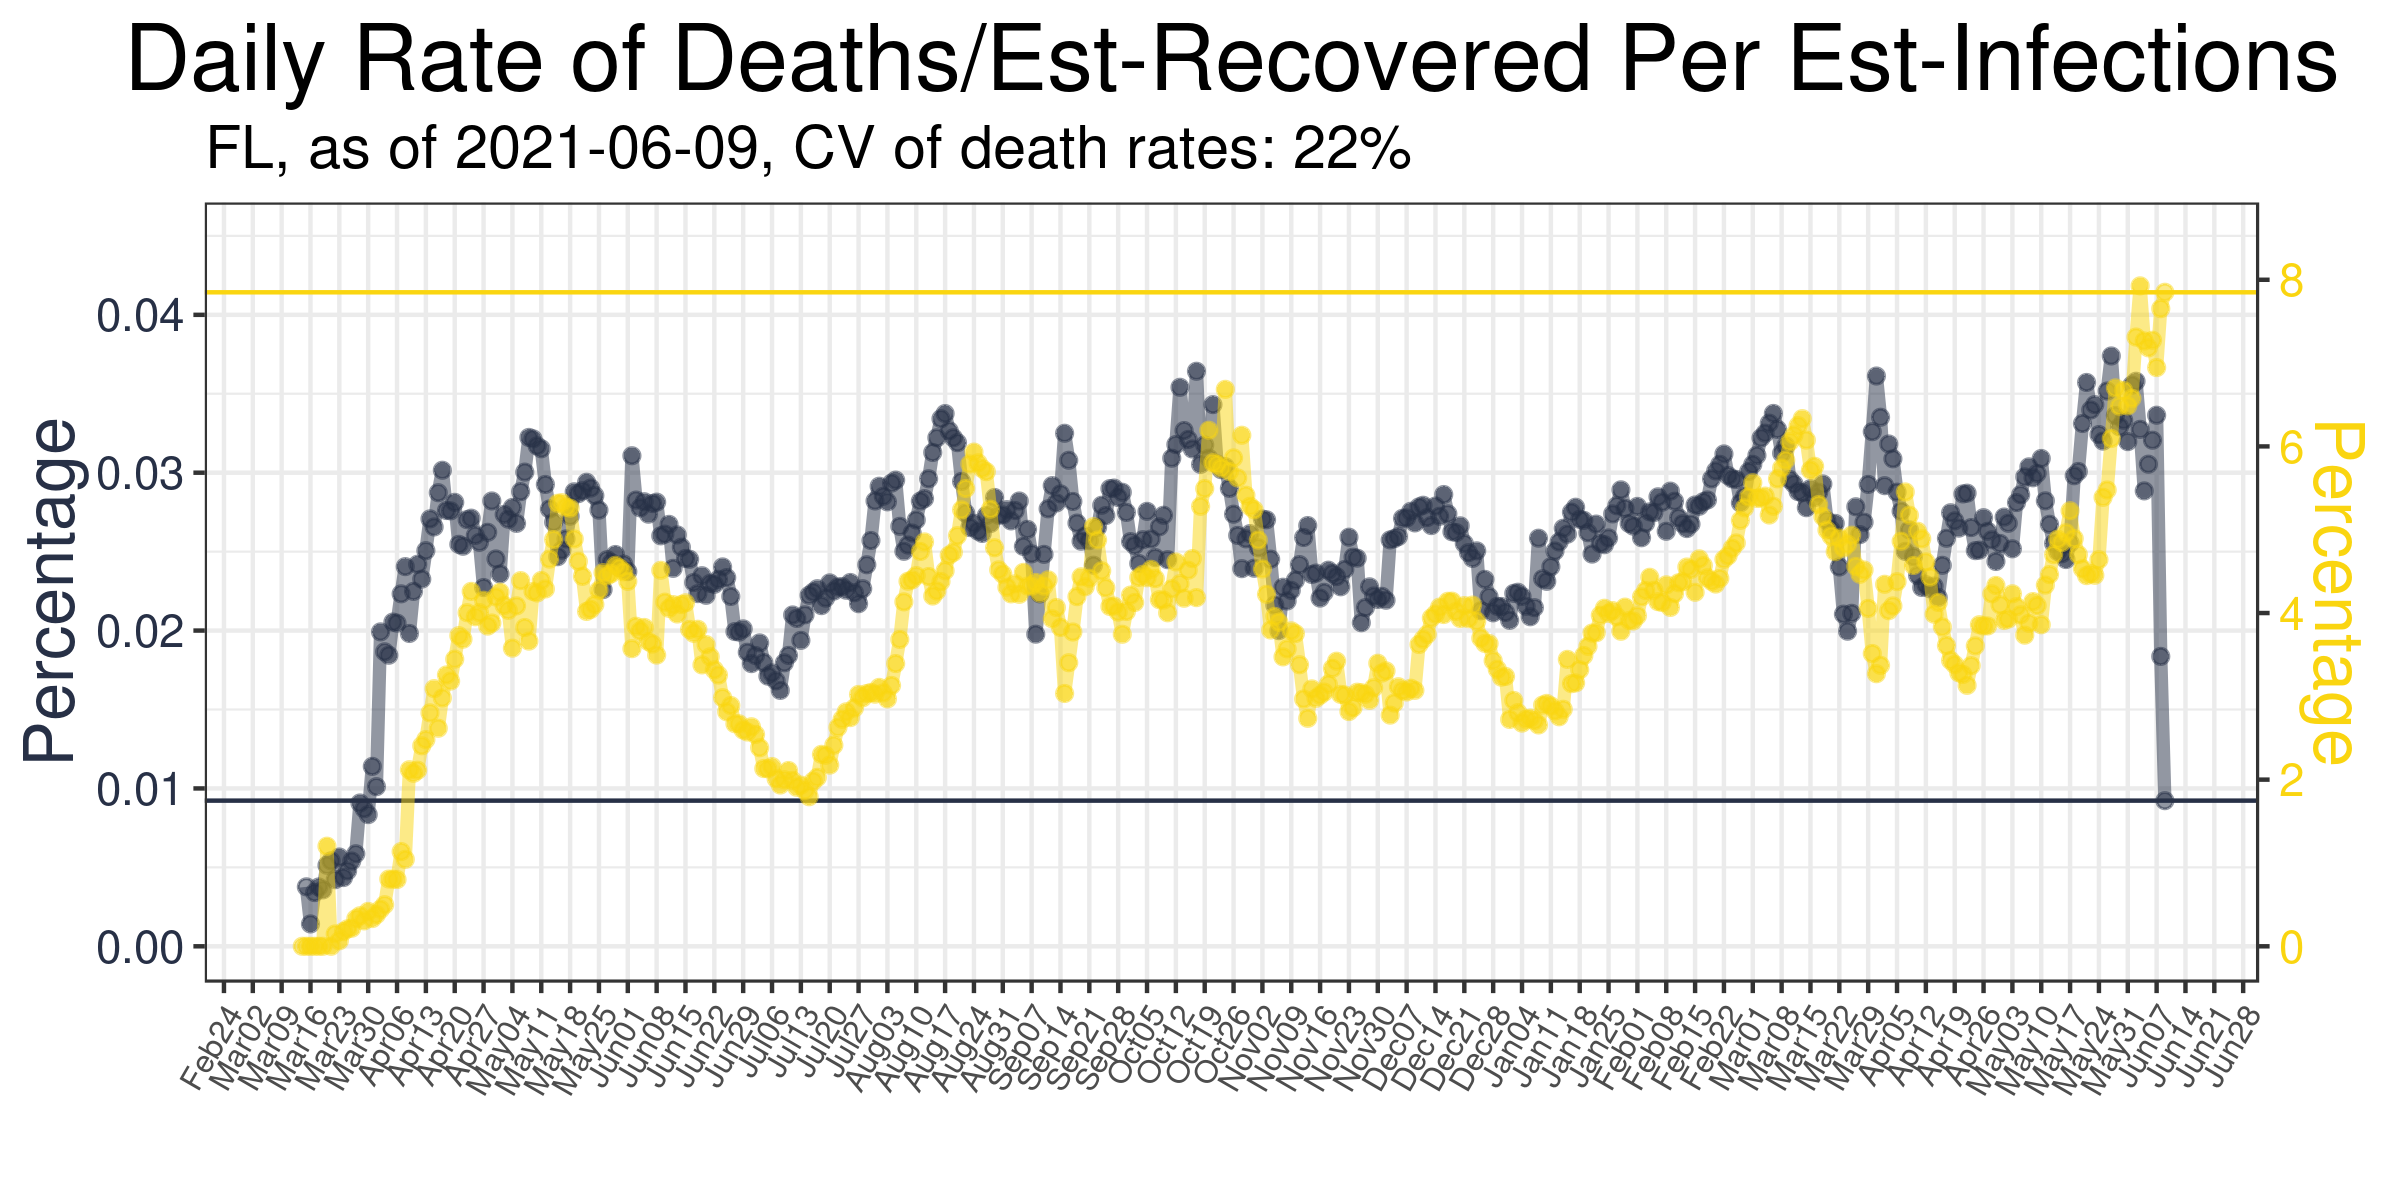 Daily Rate of Deaths/Est-Recovered Per Est-Infections
FL, as of 2021-06-09, CV of death rates: 22%
Percentage
0.04
0.03
0.02
0.01
0.00
8
6
4
2
0
Percentage
Feb24
Mar02
Mar09
Mar16
Mar23
Mar30
Apr06
Apr13
Apr20
Apr27
May04
May11
May18
May25
Jun01
Jun08
Jun15
Jun22
Jun29
Jul06
Jul13
Jul20
Jul27
Aug03
Aug10
Aug17
Aug24
Aug31
Sep07
Sep14
Sep21
Sep28
Oct05
Oct12
Oct19
Oct26
Nov02
Nov09
Nov16
Nov23
Nov30
Dec07
Dec14
Dec21
Dec28
Jan04
Jan11
Jan18
Jan25
Feb01
Feb08
Feb15
Feb22
Mar01
Mar08
Mar15
Mar22
Mar29
Apr05
Apr12
Apr19
Apr26
May03
May10
May17
May24
May31
Jun07
Jun14
Jun21
Jun28